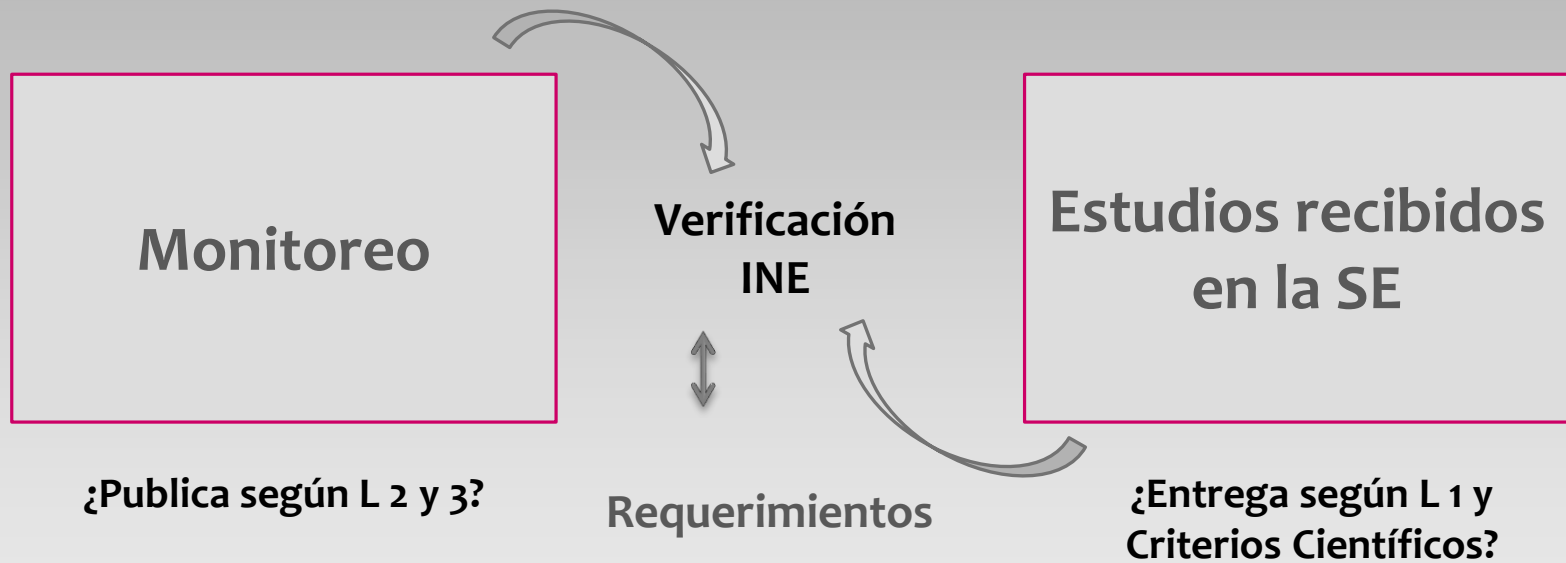 Monitoreo
¿Publica según L 2 y 3?
Verificación
INE
Requerimientos
Estudios recibidos
en la SE
¿Entrega según L 1 y
Criterios Científicos?